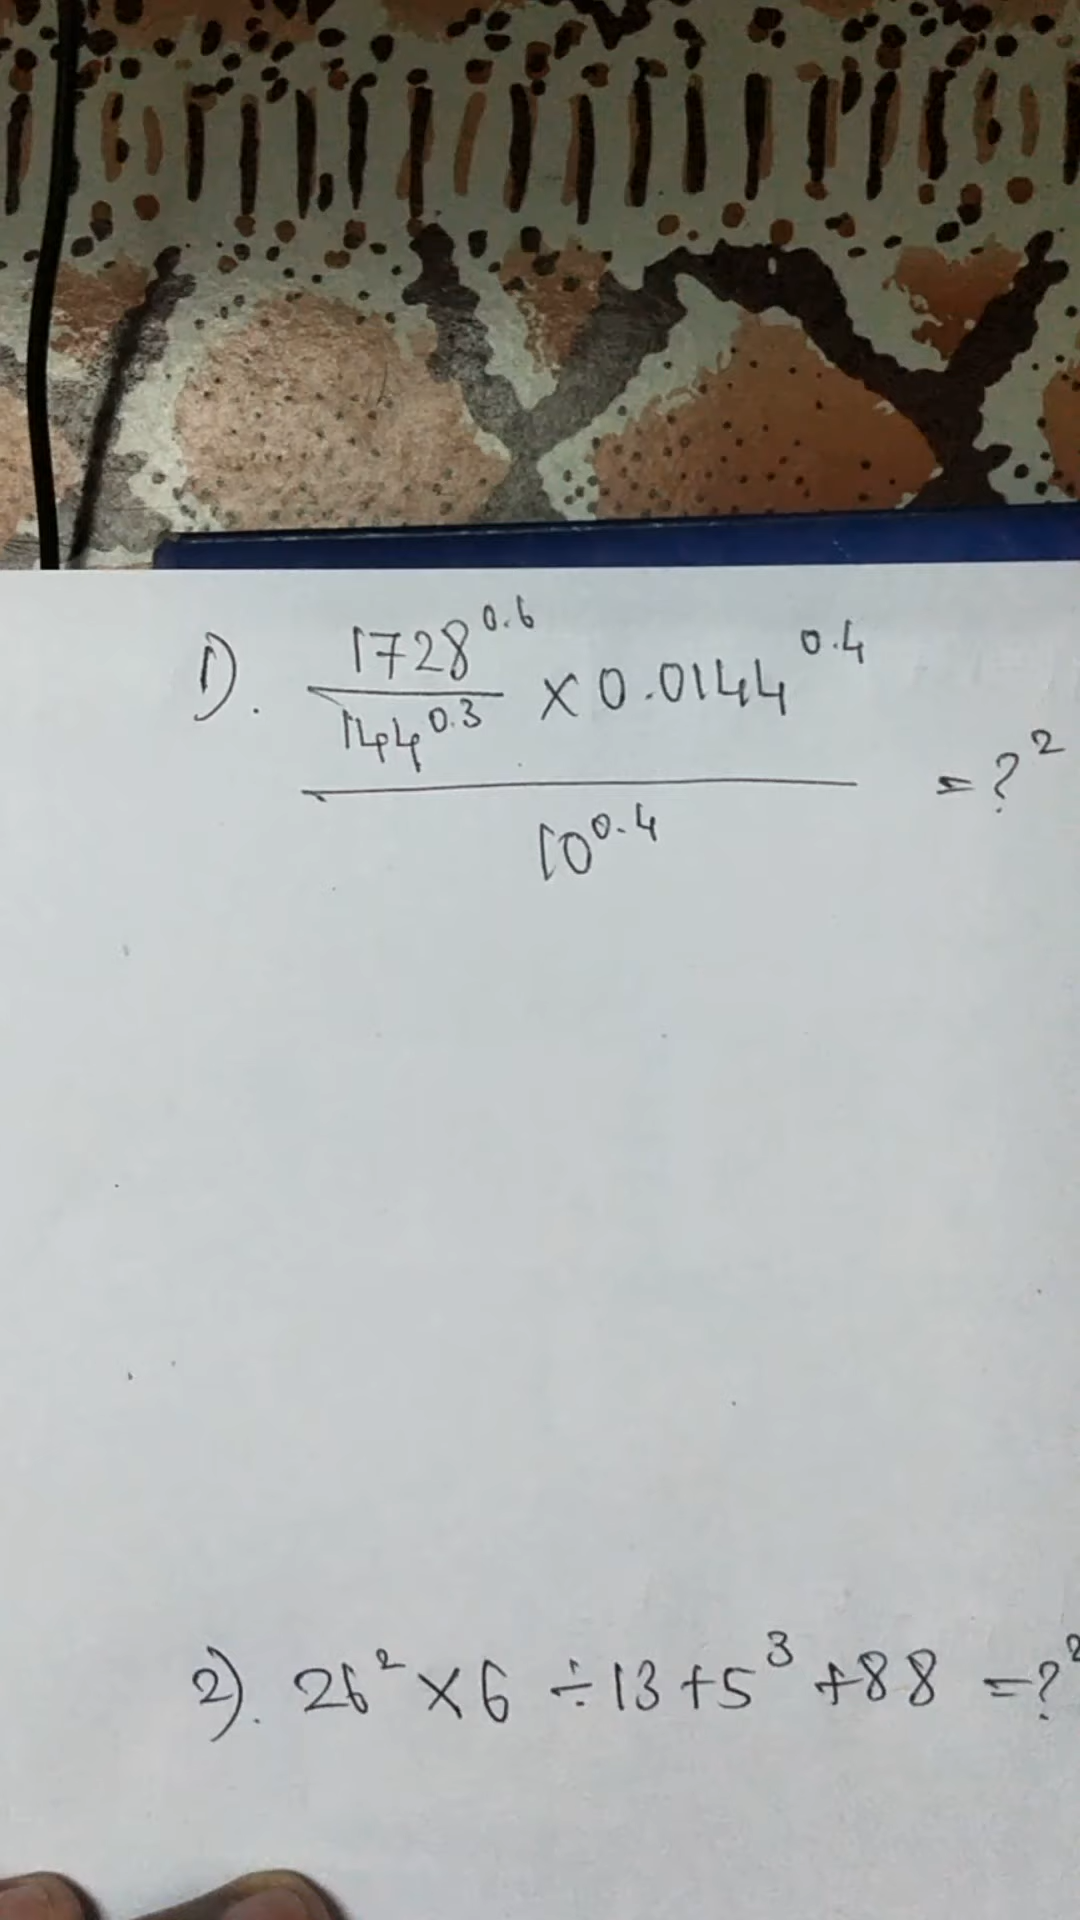 1). 1728^0.6
144^0.3 × 0.0144^0.4
10^0.4 = ?^2
2). 26^2 × 6 ÷ 13 + 5^3 + 88 = ?^2